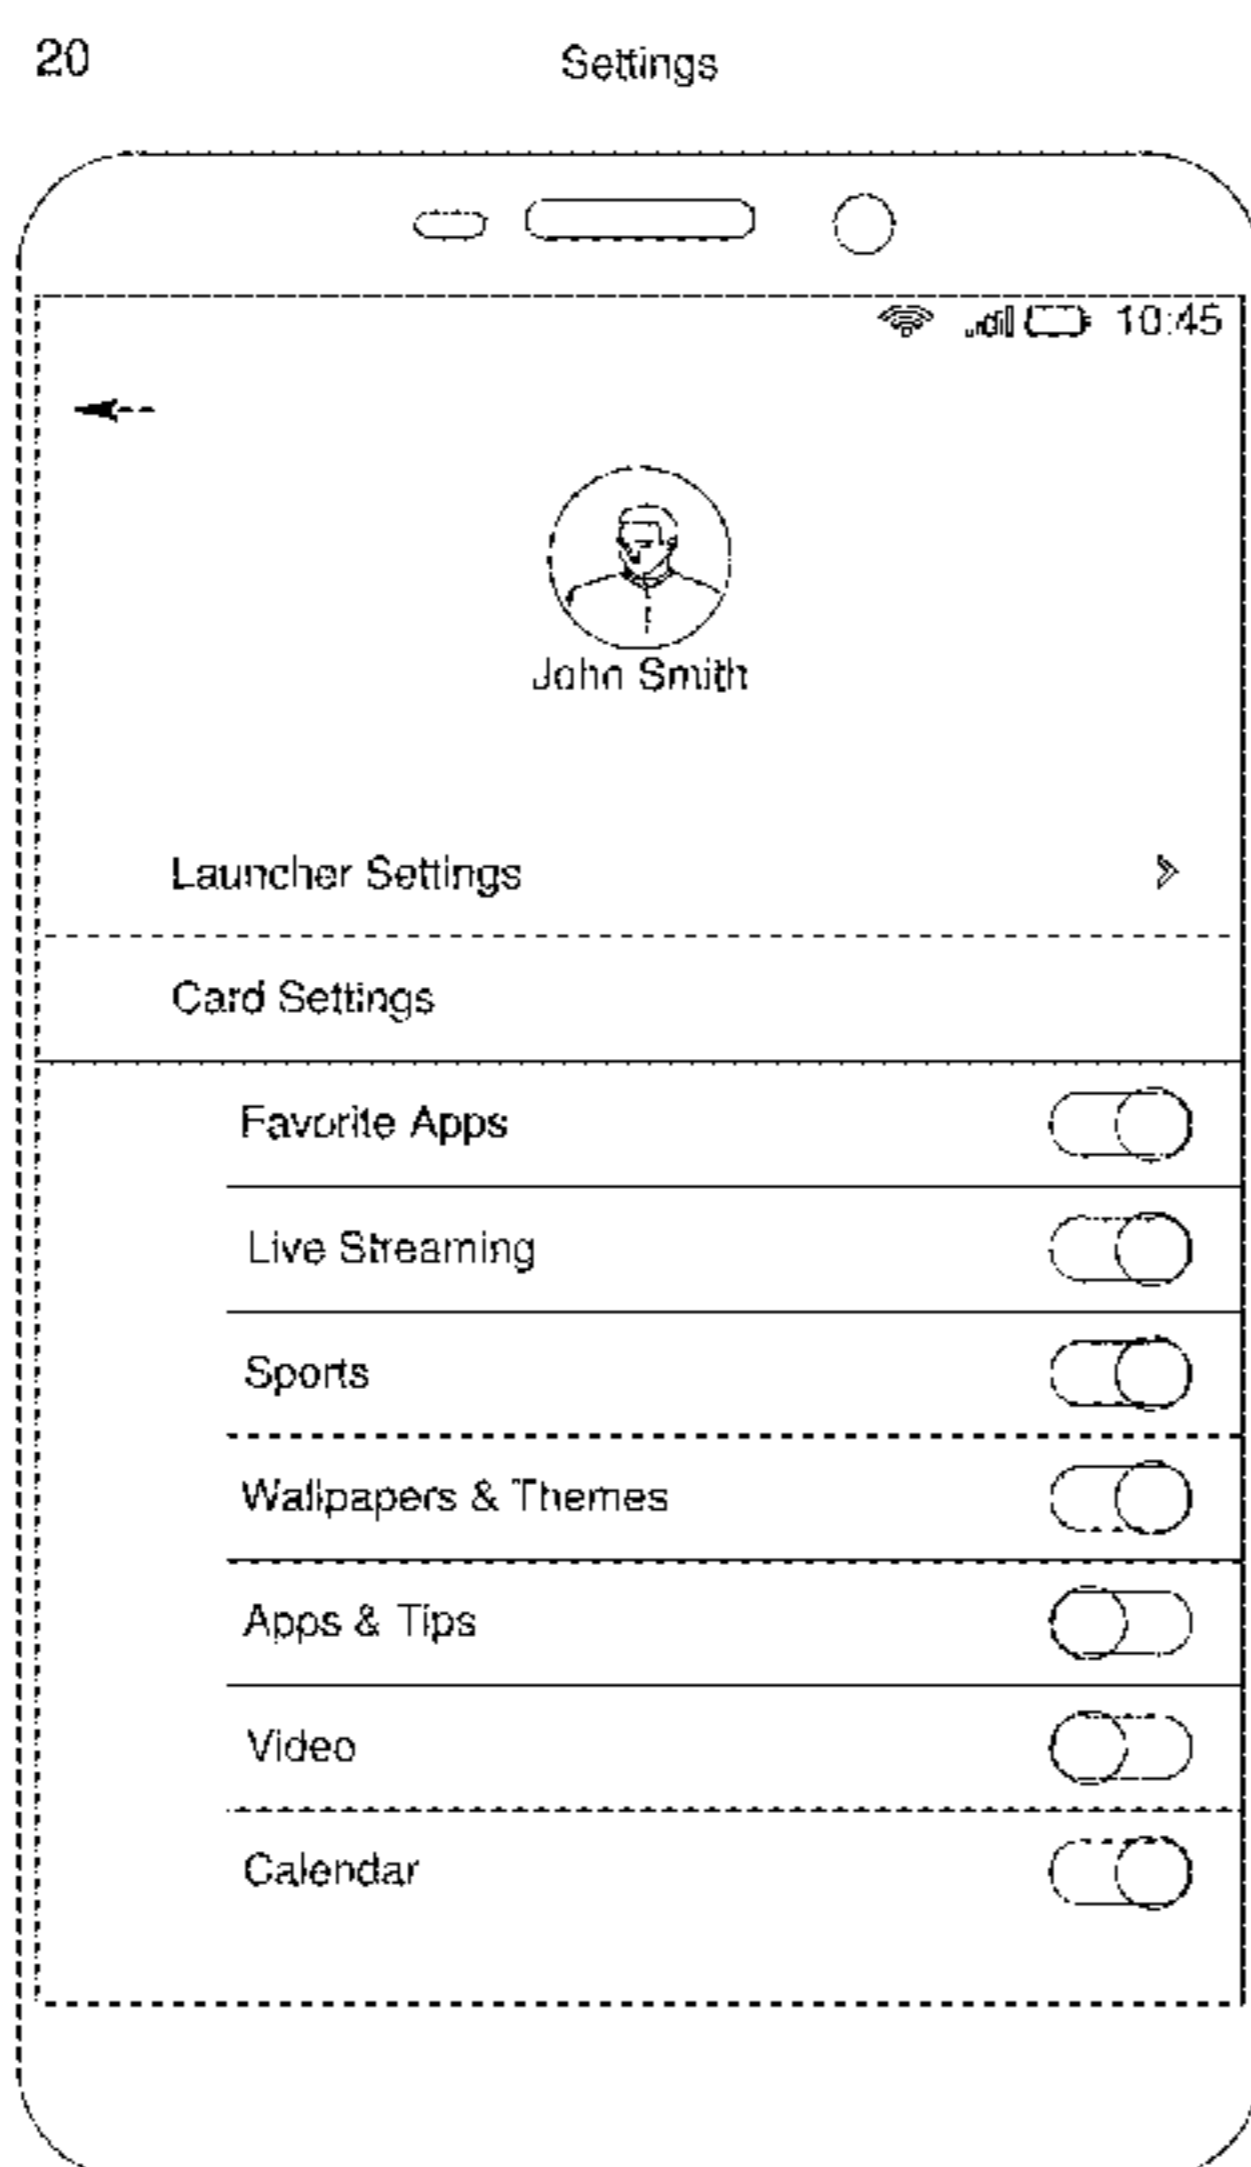 20
Settings
10:45
John Smith
Launcher Settings
Card Settings
Favorite Apps
Live Streaming
Sports
Wallpapers & Themes
Apps & Tips
Video
Calendar